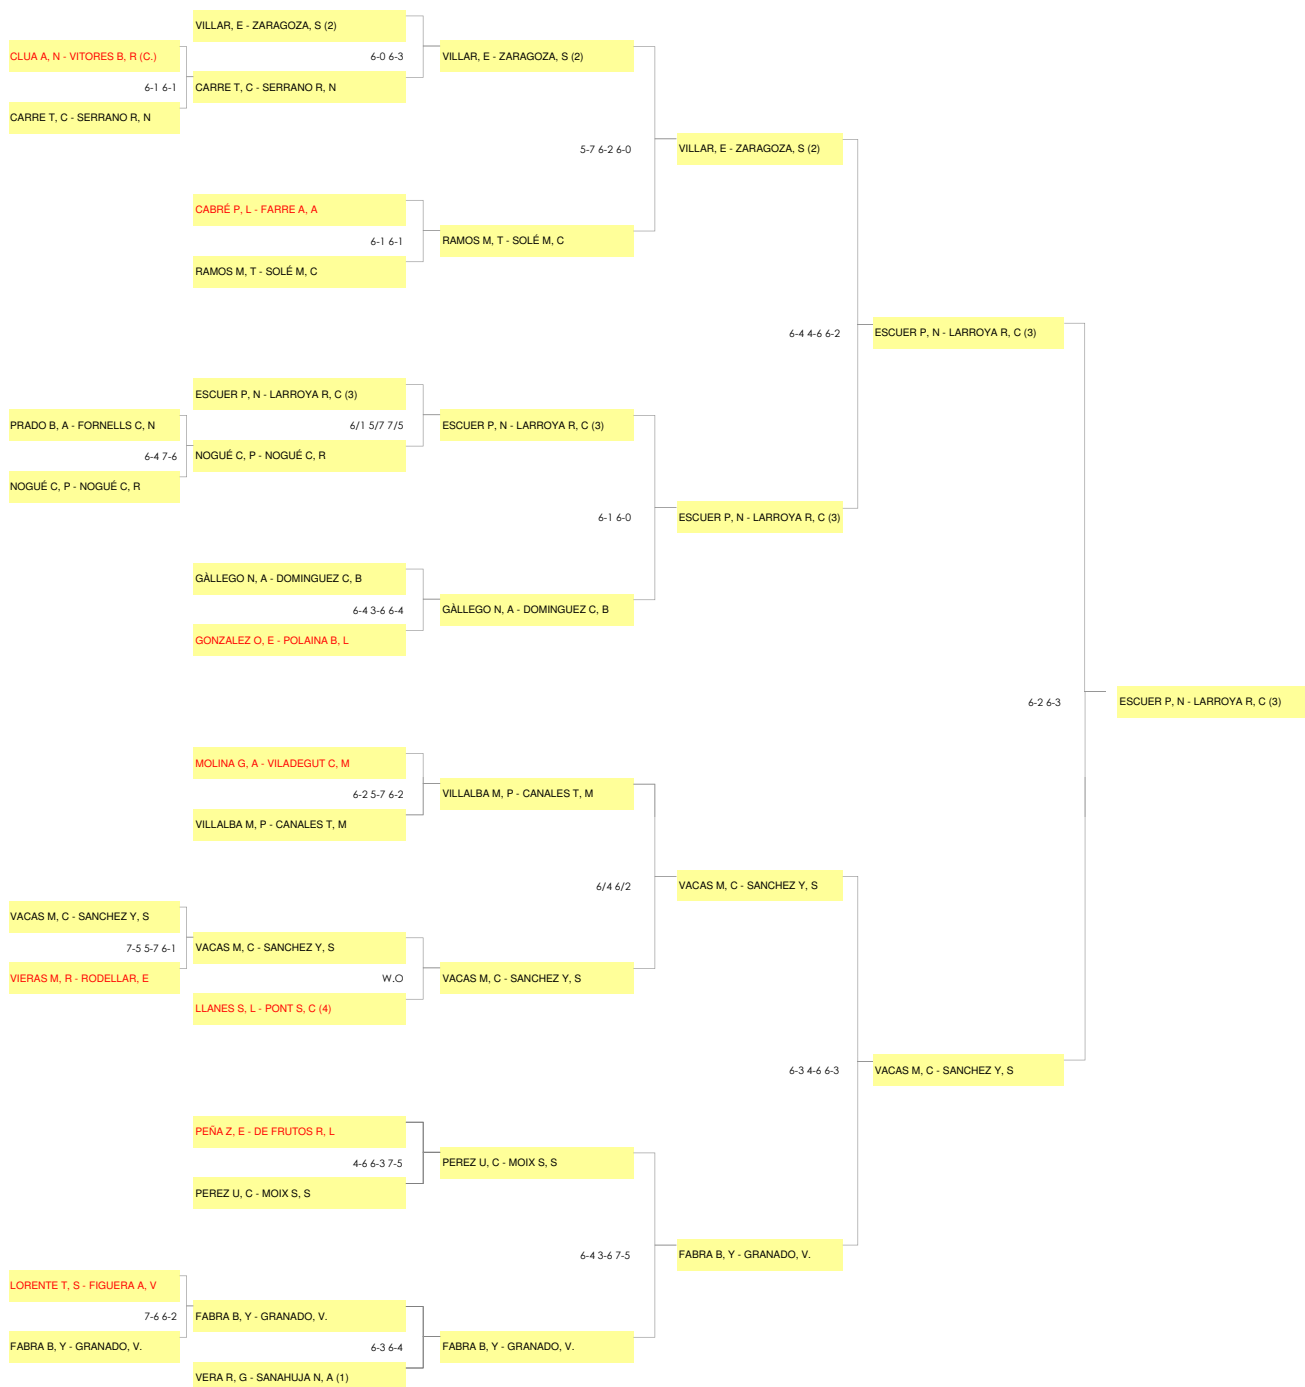 VILLAR, E - ZARAGOZA, S (2)
CLUA A, N - VITORES B, R (C.)
6-0 6-3
VILLAR, E - ZARAGOZA, S (2)
6-1 6-1
CARRE T, C - SERRANO R, N
CARRE T, C - SERRANO R, N
5-7 6-2 6-0
VILLAR, E - ZARAGOZA, S (2)
CABRÉ P, L - FARRE A, A
6-1 6-1
RAMOS M, T - SOLÉ M, C
RAMOS M, T - SOLÉ M, C
6-4 4-6 6-2
ESCUER P, N - LARROYA R, C (3)
ESCUER P, N - LARROYA R, C (3)
PRADO B, A - FORNELLS C, N
6/1 5/7 7/5
ESCUER P, N - LARROYA R, C (3)
6-4 7-6
NOGUÉ C, P - NOGUÉ C, R
NOGUÉ C, P - NOGUÉ C, R
6-1 6-0
ESCUER P, N - LARROYA R, C (3)
GÀLLEGO N, A - DOMINGUEZ C, B
6-4 3-6 6-4
GÀLLEGO N, A - DOMINGUEZ C, B
GONZALEZ O, E - POLAINA B, L
6-2 6-3
ESCUER P, N - LARROYA R, C (3)
MOLINA G, A - VILADEGUT C, M
6-2 5-7 6-2
VILLALBA M, P - CANALES T, M
VILLALBA M, P - CANALES T, M
6/4 6/2
VACAS M, C - SANCHEZ Y, S
VACAS M, C - SANCHEZ Y, S
7-5 5-7 6-1
VACAS M, C - SANCHEZ Y, S
VIERAS M, R - RODELLAR, E
W.O
VACAS M, C - SANCHEZ Y, S
LLANES S, L - PONT S, C (4)
6-3 4-6 6-3
VACAS M, C - SANCHEZ Y, S
PEÑA Z, E - DE FRUTOS R, L
4-6 6-3 7-5
PEREZ U, C - MOIX S, S
PEREZ U, C - MOIX S, S
6-4 3-6 7-5
FABRA B, Y - GRANADO, V.
LORENTE T, S - FIGUERA A, V
7-6 6-2
FABRA B, Y - GRANADO, V.
FABRA B, Y - GRANADO, V.
6-3 6-4
FABRA B, Y - GRANADO, V.
VERA R, G - SANAHUJA N, A (1)